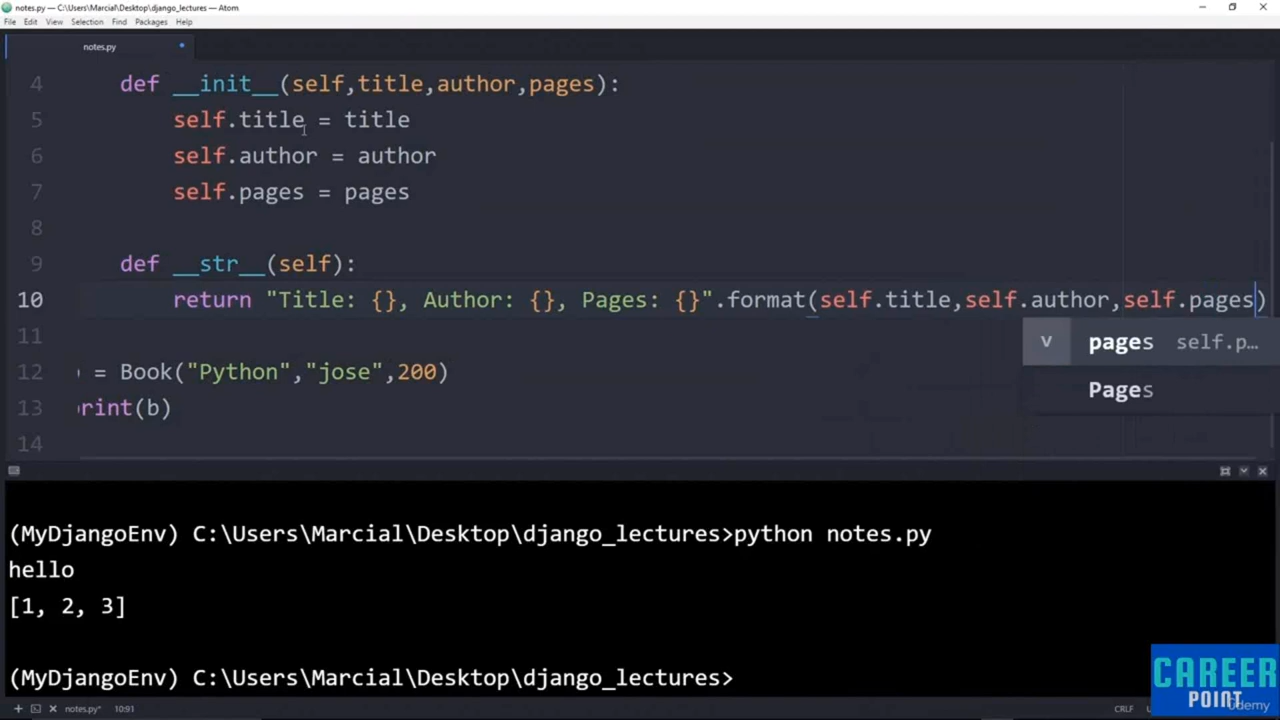 notes.py — C:\Users\Marcial\Desktop\django_lectures — Atom
File Edit View Selection Find Packages Help
notes.py
4 def __init__(self,title,author,pages):
5 self.title = title
6 self.author = author
7 self.pages = pages
8
9 def __str__(self):
10 return "Title: {}, Author: {}, Pages: {}".format(self.title,self.author,self.pages)
v pages self.p…
Pages
11
12 = Book("Python","jose",200)
13 rint(b)
14
(MyDjangoEnv) C:\Users\Marcial\Desktop\django_lectures>python notes.py
hello
[1, 2, 3]
(MyDjangoEnv) C:\Users\Marcial\Desktop\django_lectures>
CAREER
POINT
Udemy
notes.py* 10:91 CRLF